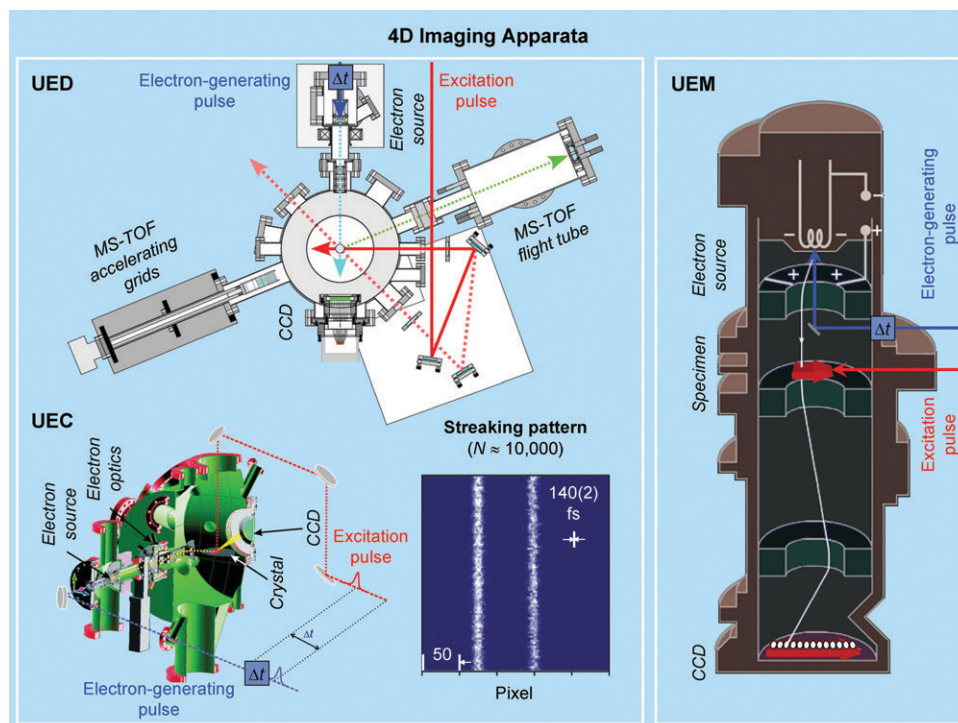 4D Imaging Apparata
UED
Electron-generating
pulse
Δt
Electron
source
Excitation
pulse
MS-TOF
accelerating
grids
MS-TOF
flight tube
CCD
UEC
Electron
source
Electron
optics
CCD
Crystal
Excitation
pulse
Δt
Δt
Electron-generating
pulse
Streaking pattern
(N ≈ 10,000)
140(2)
fs
50
Pixel
UEM
Electron
source
−
+
−
−
+
+
Electron-generating
pulse
Δt
Specimen
Excitation
pulse
CCD